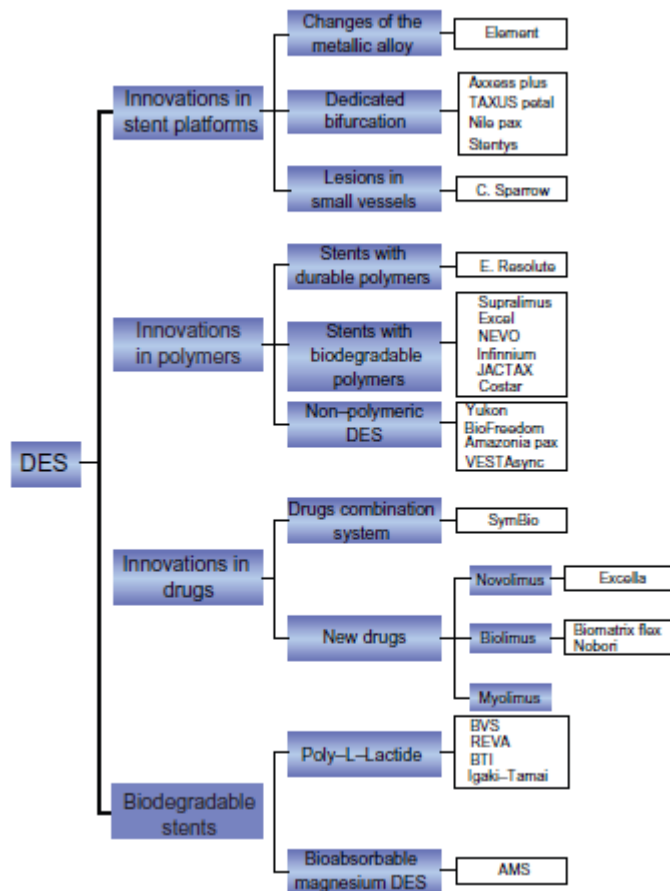 Changes of the
metallic alloy
Element
Innovations in
stent platforms
Dedicated
bifurcation
Axxess plus
TAXUS petal
Nile pax
Stentys
Lesions in
small vessels
C. Sparrow
Stents with
durable polymers
E. Resolute
Innovations
in polymers
Stents with
biodegradable
polymers
Supralimus
Excel
NEVO
Infinnium
JACTAX
Costar
Non-polymeric
DES
Yukon
BioFreedom
Amazonia pax
VESTAsync
DES
Drugs combination
system
SymBio
Innovations in
drugs
New drugs
Novolimus
Excella
Biolimus
Biomatrix flex
Nobori
Myolimus
Biodegradable
stents
Poly-L-Lactide
BVS
REVA
BTI
Igaki-Tamai
Bioabsorbable
magnesium DES
AMS